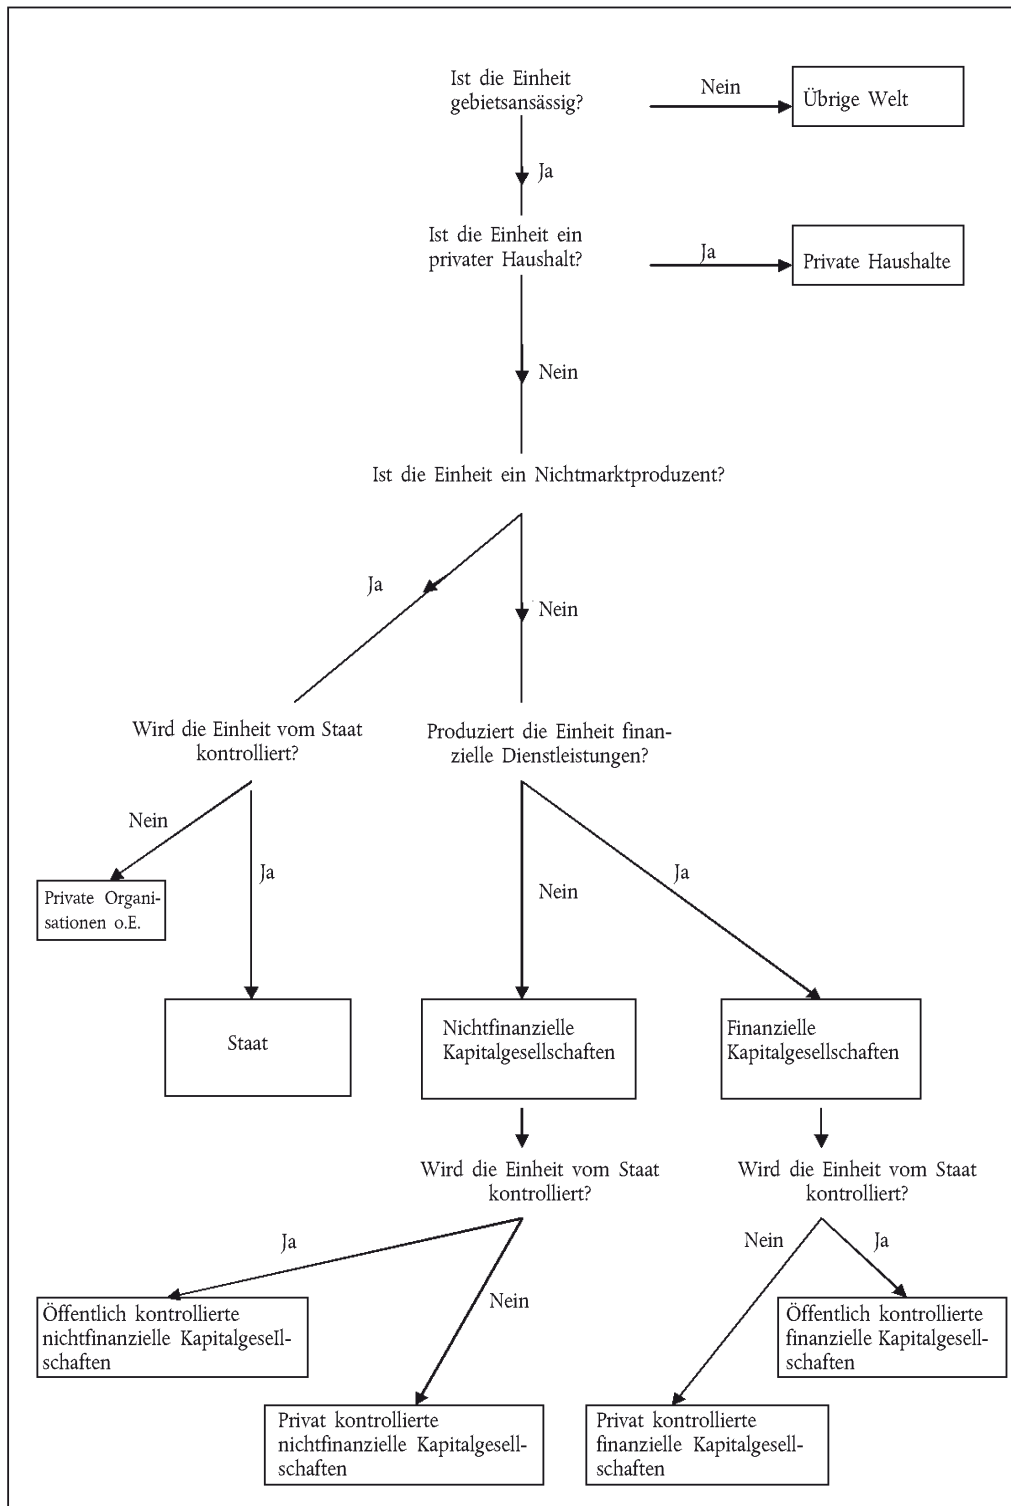 Ist die Einheit
gebietsansässig?
Nein
Übrige Welt
Ja
Ist die Einheit ein
privater Haushalt?
Ja
Private Haushalte
Nein
Ist die Einheit ein Nichtmarktproduzent?
Ja
Nein
Wird die Einheit vom Staat
kontrolliert?
Produziert die Einheit finan-
zielle Dienstleistungen?
Nein
Ja
Nein
Ja
Private Organi-
sationen o.E.
Staat
Nichtfinanzielle
Kapitalgesellschaften
Finanzielle
Kapitalgesellschaften
Wird die Einheit vom Staat
kontrolliert?
Wird die Einheit vom Staat
kontrolliert?
Ja
Nein
Nein
Ja
Öffentlich kontrollierte
nichtfinanzielle Kapitalgesell-
schaften
Öffentlich kontrollierte
finanzielle Kapitalgesell-
schaften
Privat kontrollierte
nichtfinanzielle Kapitalgesell-
schaften
Privat kontrollierte
finanzielle Kapitalgesell-
schaften